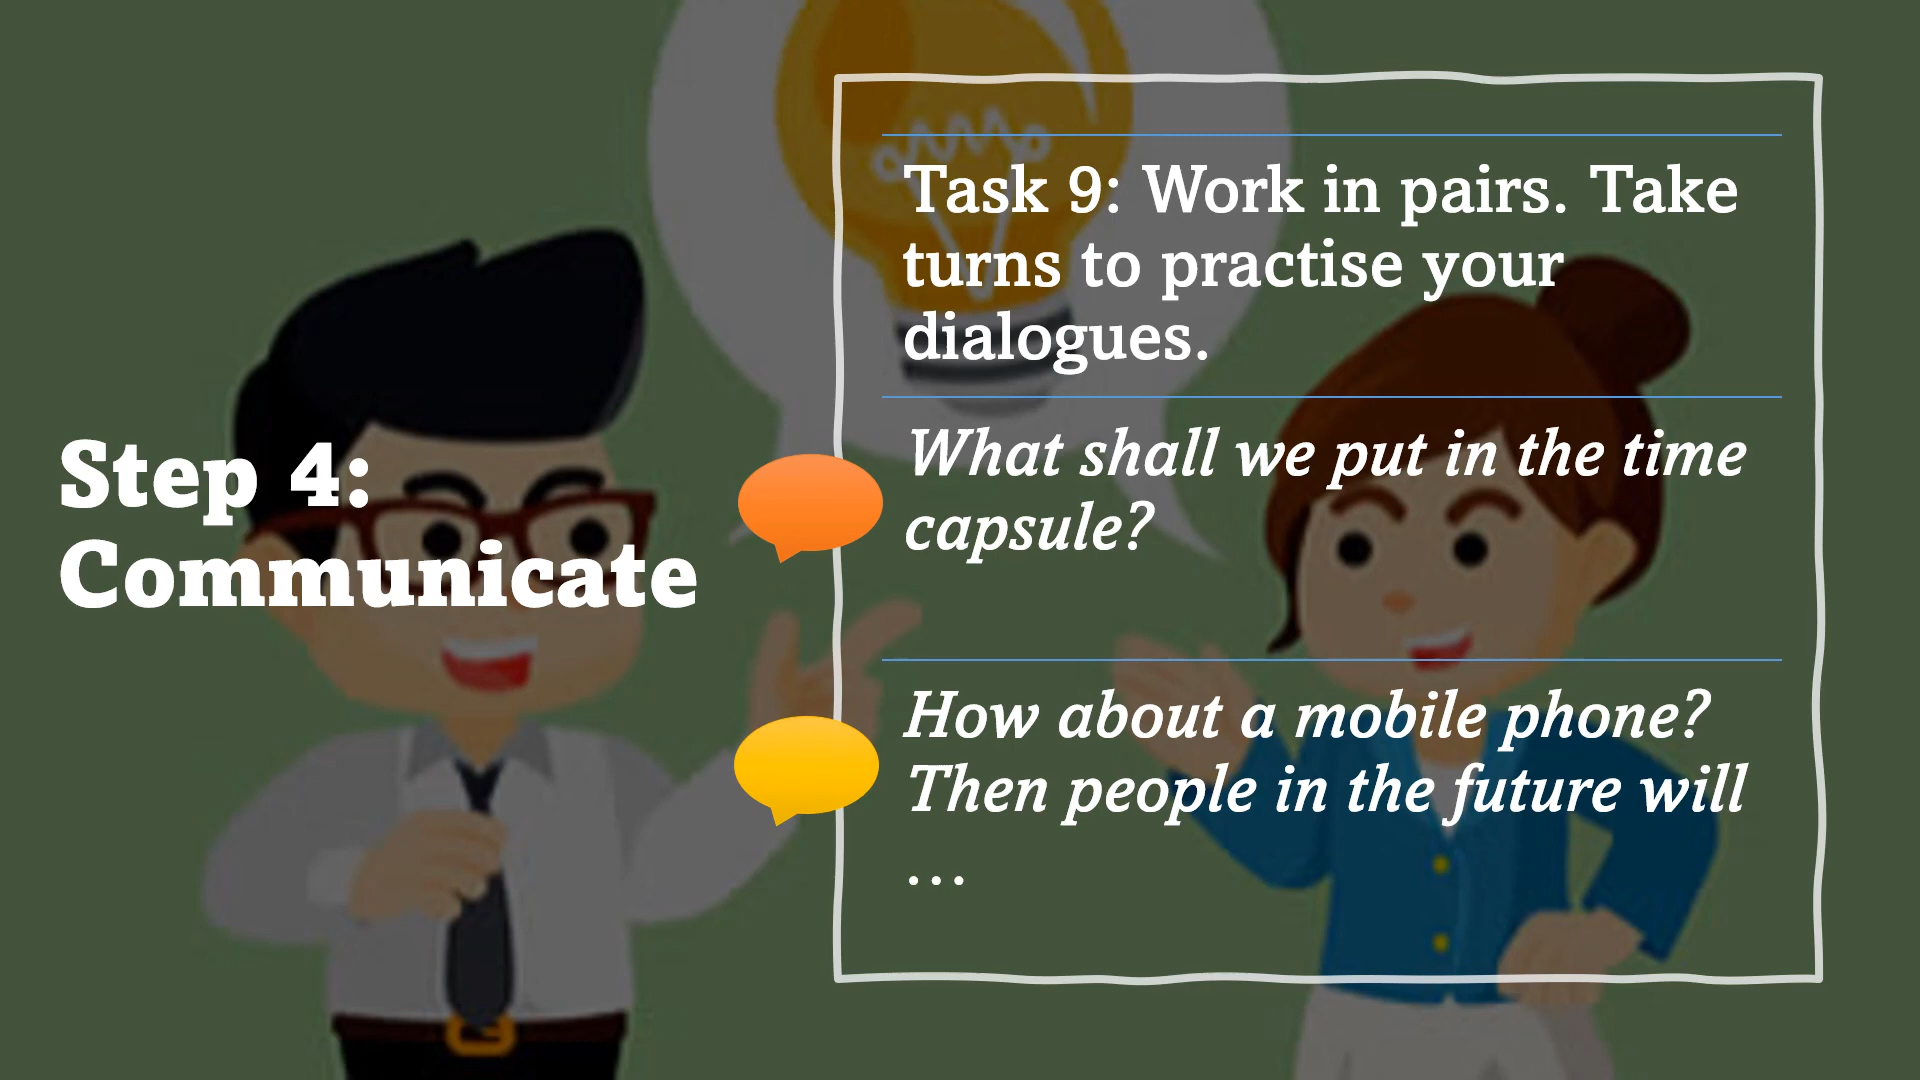 Step 4:
Communicate
Task 9: Work in pairs. Take
turns to practise your
dialogues.
What shall we put in the time
capsule?
How about a mobile phone?
Then people in the future will
…